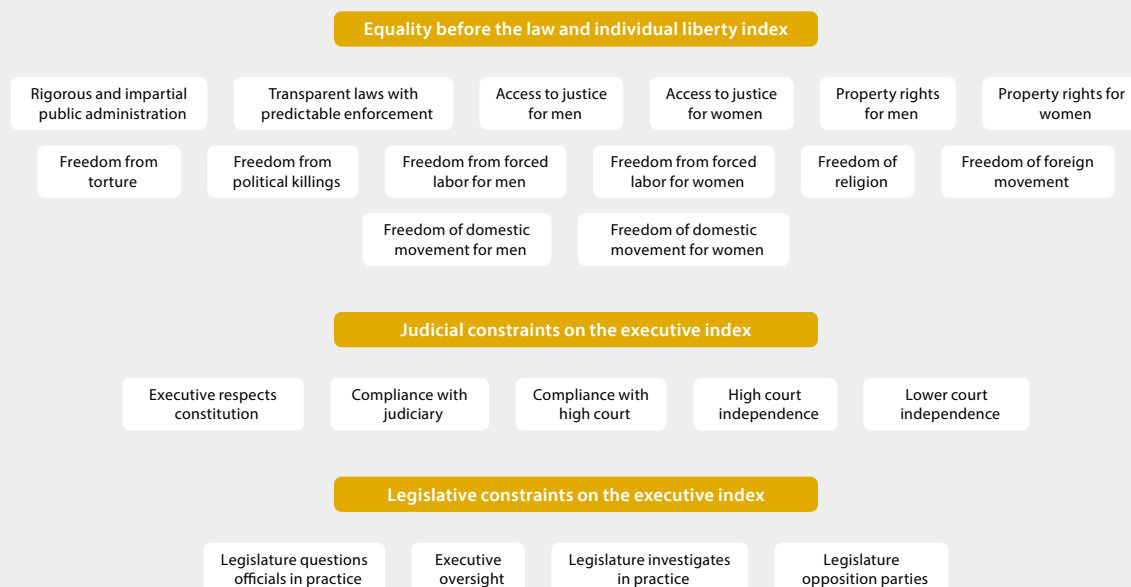 Equality before the law and individual liberty index
Rigorous and impartial
public administration
Transparent laws with
predictable enforcement
Access to justice
for men
Access to justice
for women
Property rights
for men
Property rights for
women
Freedom from
torture
Freedom from
political killings
Freedom from forced
labor for men
Freedom from forced
labor for women
Freedom of
religion
Freedom of foreign
movement
Freedom of domestic
movement for men
Freedom of domestic
movement for women
Judicial constraints on the executive index
Executive respects
constitution
Compliance with
judiciary
Compliance with
high court
High court
independence
Lower court
independence
Legislative constraints on the executive index
Legislature questions
officials in practice
Executive
oversight
Legislature investigates
in practice
Legislature
opposition parties